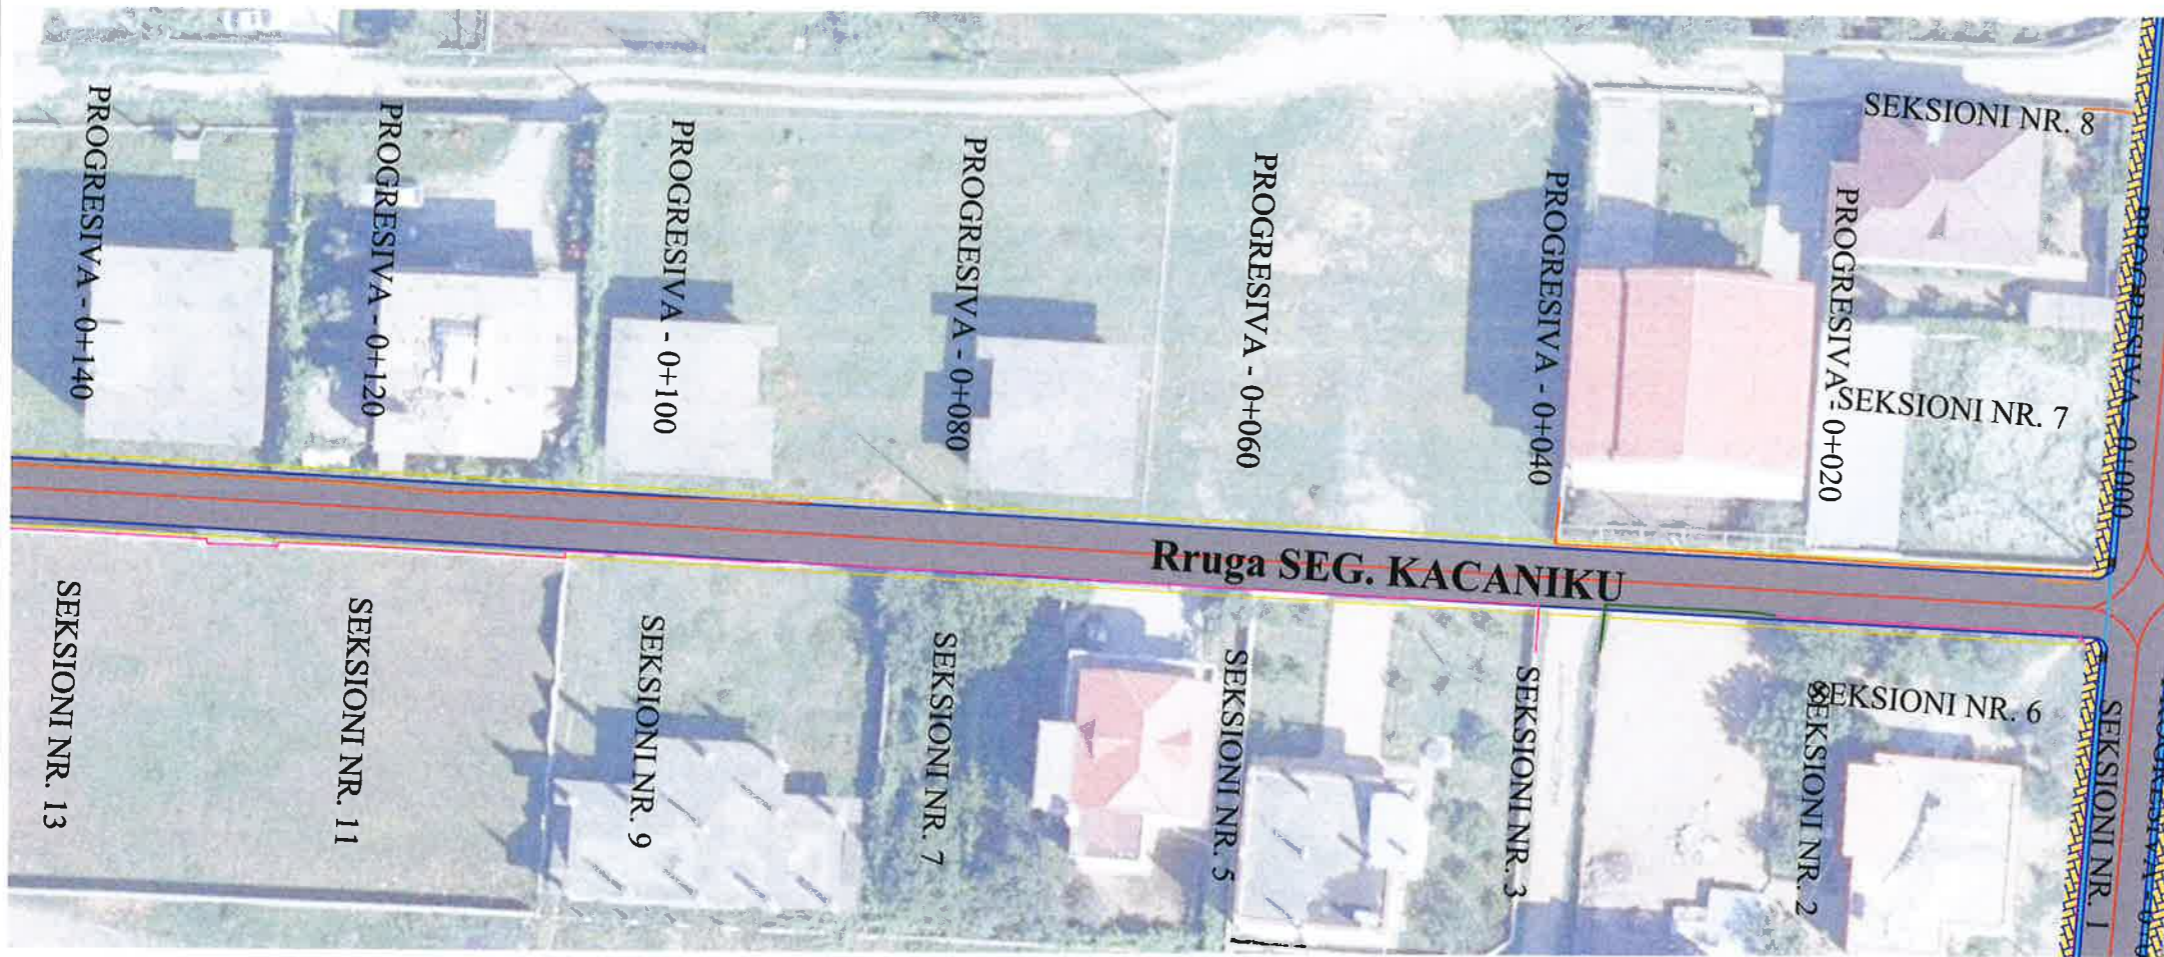 PROGRESIVA - 0+140
PROGRESIVA - 0+120
PROGRESIVA - 0+100
PROGRESIVA - 0+080
PROGRESIVA - 0+060
PROGRESIVA - 0+040
PROGRESIVA - 0+020
PROGRESIVA 0+000
SEKSIONI NR. 8
SEKSIONI NR. 7
Rruga SEG. KACANIKU
SEKSIONI NR. 13
SEKSIONI NR. 11
SEKSIONI NR. 9
SEKSIONI NR. 7
SEKSIONI NR. 5
SEKSIONI NR. 3
SEKSIONI NR. 2
SEKSIONI NR. 6
SEKSIONI NR. 1